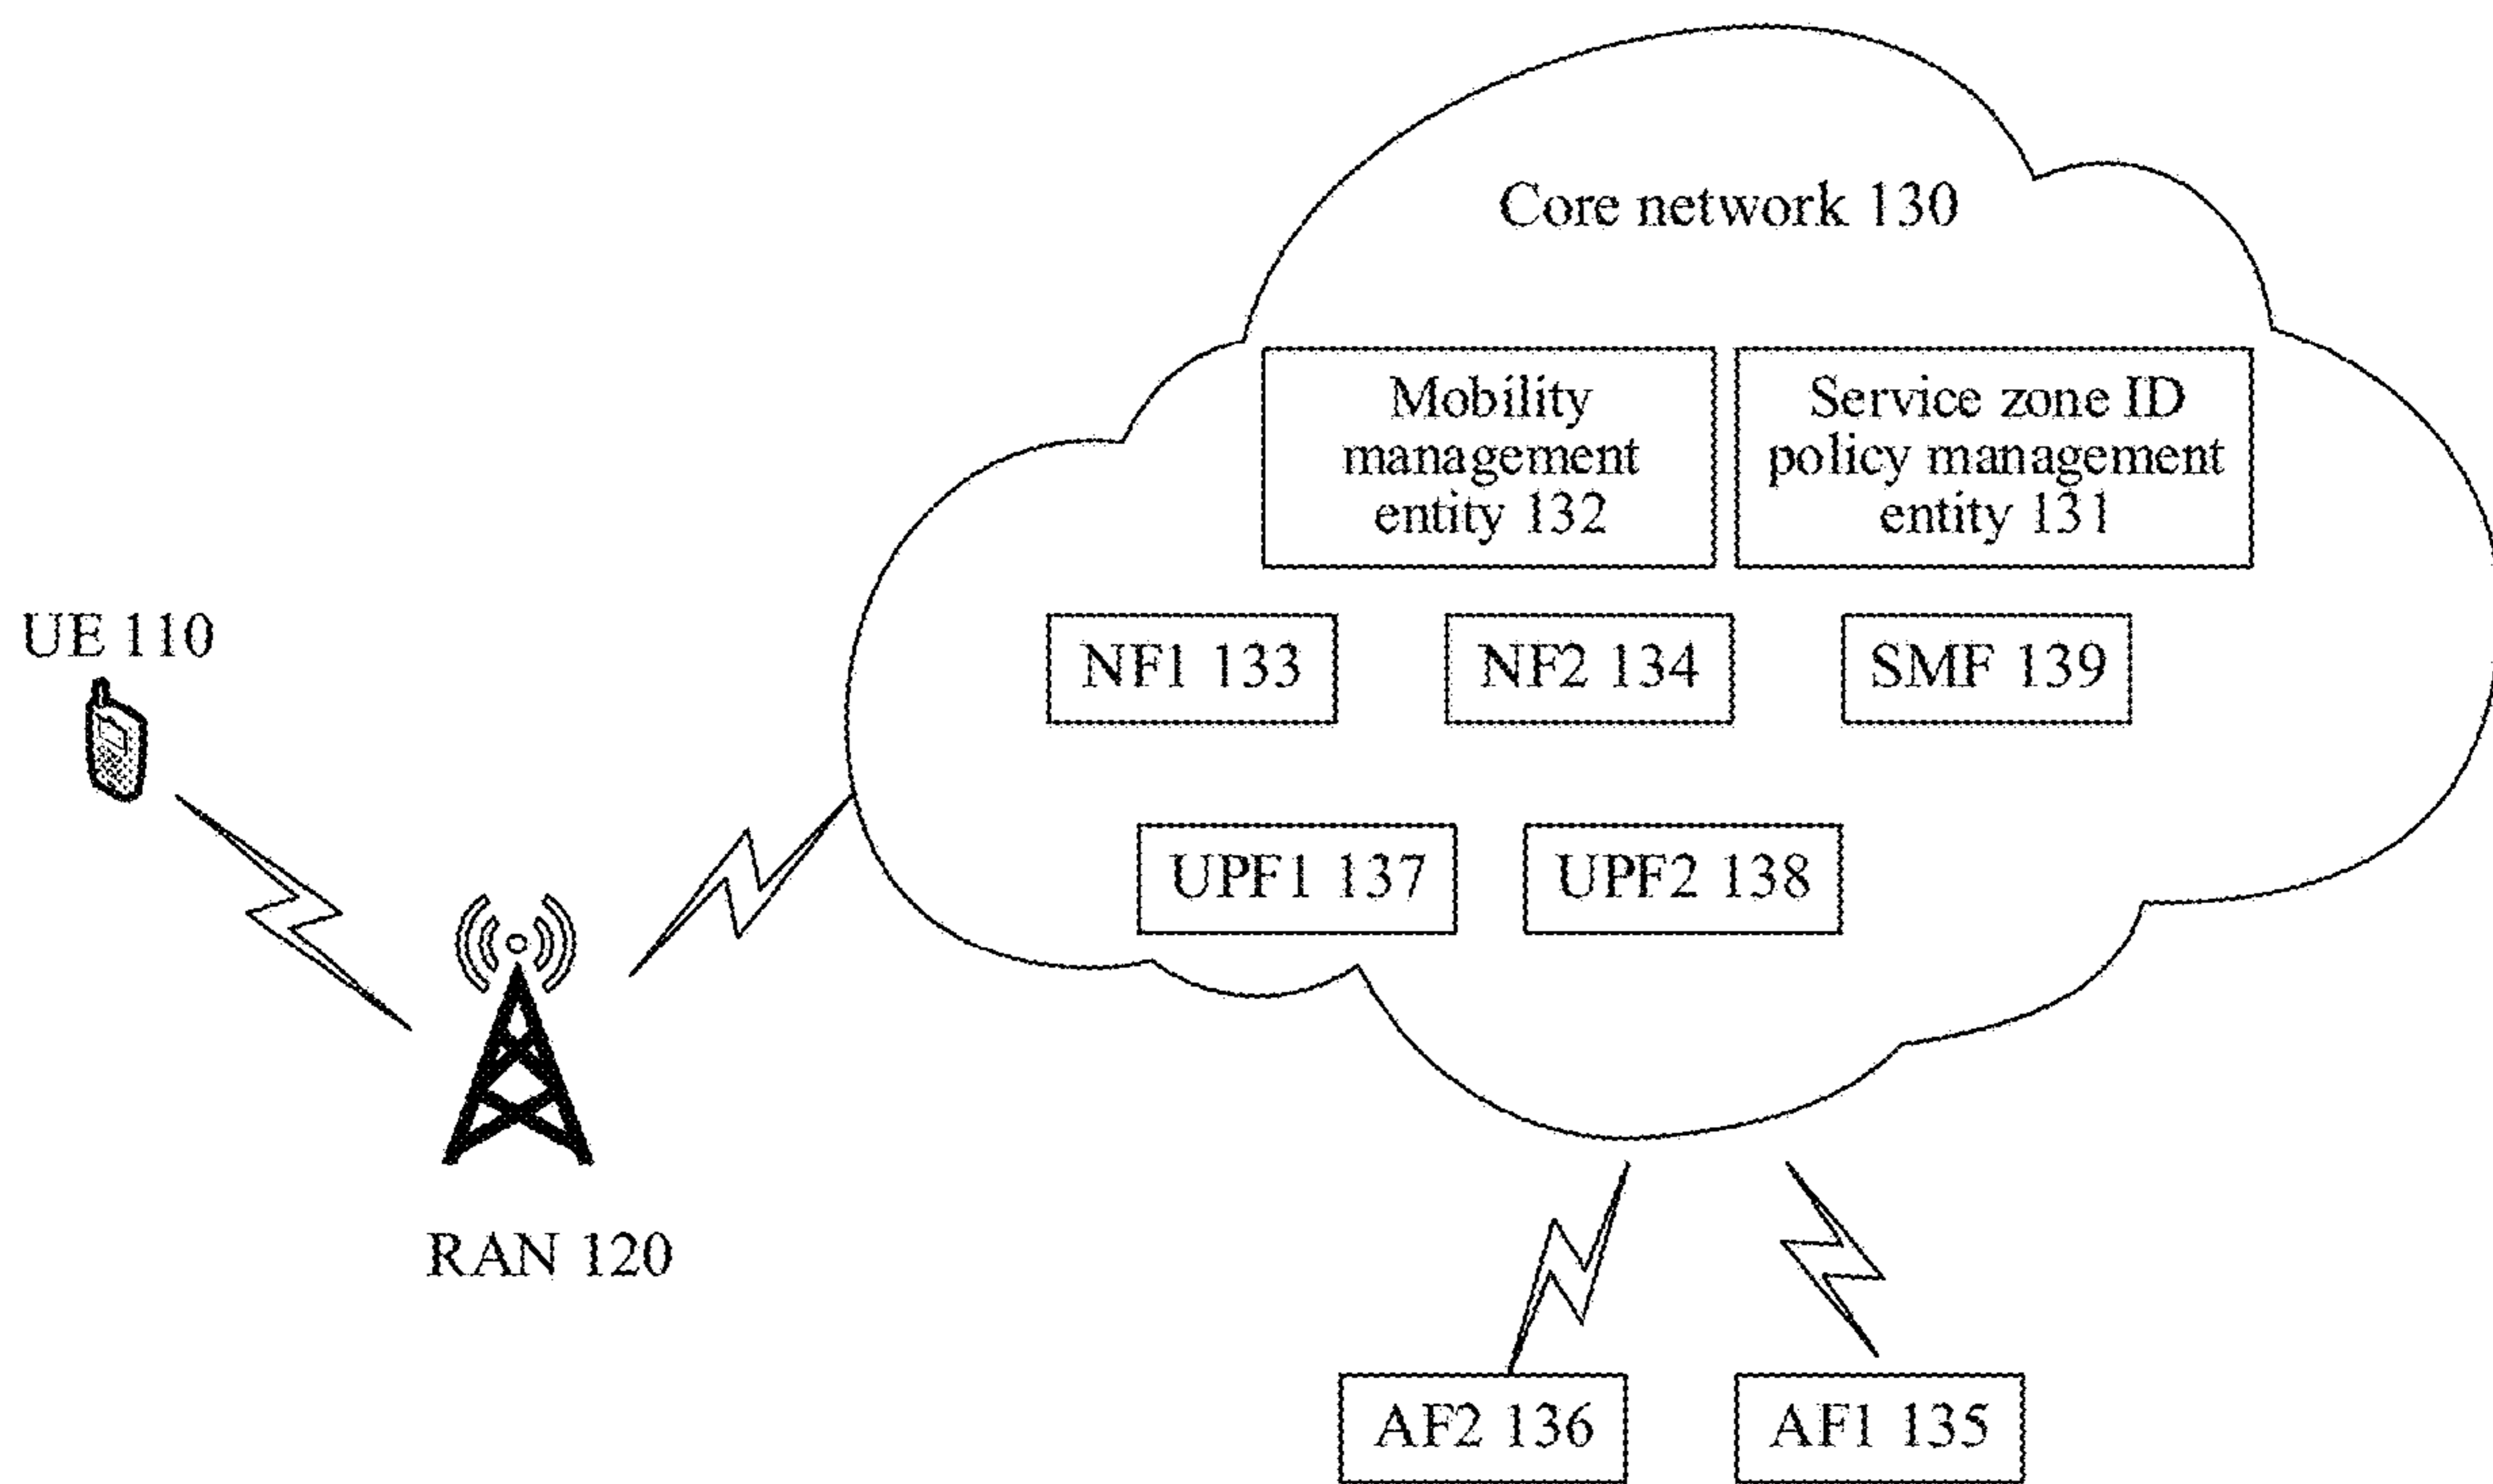 Core network 130
Mobility
management
entity 132
Service zone ID
policy management
entity 131
UE 110
NF1 133
NF2 134
SMF 139
UPF1 137
UPF2 138
RAN 120
AF2 136
AF1 135